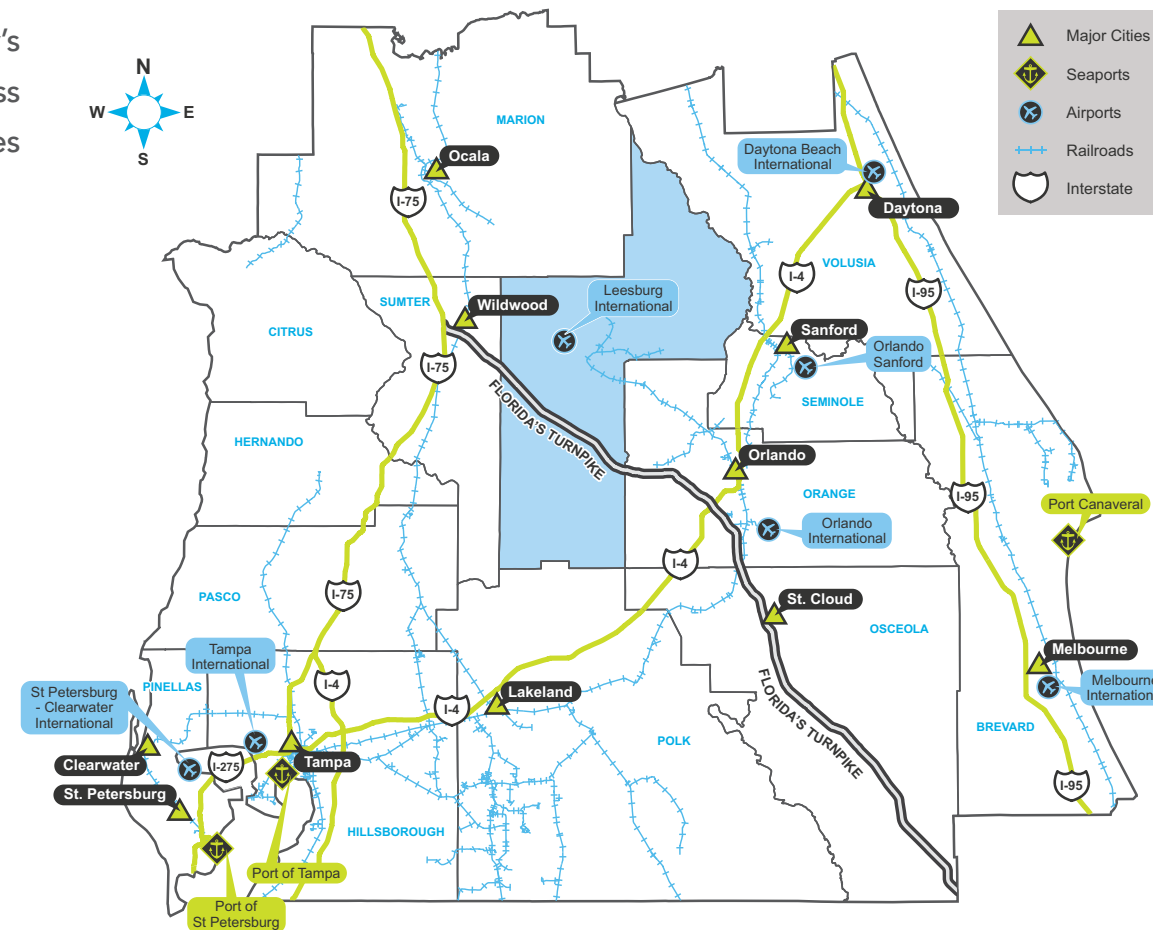 's
ss
es
N
W
E
S
Major Cities
Seaports
Airports
Railroads
Interstate
MARION
Ocala
I-75
Daytona Beach
International
Daytona
VOLUSIA
I-4
I-95
SUMTER
Wildwood
Leesburg
International
CITRUS
Sanford
Orlando
Sanford
I-75
SEMINOLE
FLORIDA'S TURNPIKE
HERNANDO
Orlando
ORANGE
I-95
Port Canaveral
Orlando
International
I-4
PASCO
I-75
St. Cloud
OSCEOLA
Tampa
International
Melbourne
Melbourne
International
PINELLAS
I-4
St Petersburg
- Clearwater
International
Lakeland
I-4
FLORIDA'S TURNPIKE
BREVARD
POLK
Clearwater
I-275
Tampa
I-95
St. Petersburg
HILLSBOROUGH
Port of Tampa
Port of
St Petersburg